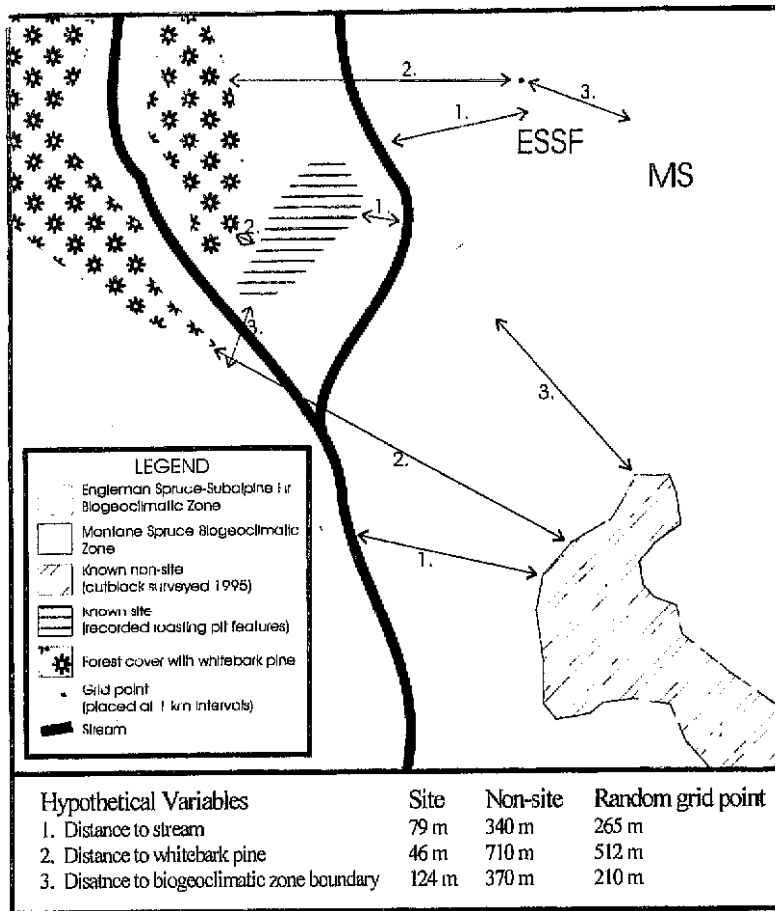 2.
3.
1.
ESSF
MS
1.
2.
3.
3.
2.
1.
LEGEND
Engleman Spruce-Subalpine Fir
Biogeoclimatic Zone
Montane Spruce Biogeoclimatic
Zone
Known non-site
(cutblock surveyed 1995)
Known site
(recorded roasting pit features)
Forest cover with whitebark pine
Grid point
(placed at 1 km intervals)
Stream
Hypothetical Variables Site Non-site Random grid point
1. Distance to stream 79 m 340 m 265 m
2. Distance to whitebark pine 46 m 710 m 512 m
3. Disatnce to biogeoclimatic zone boundary 124 m 370 m 210 m